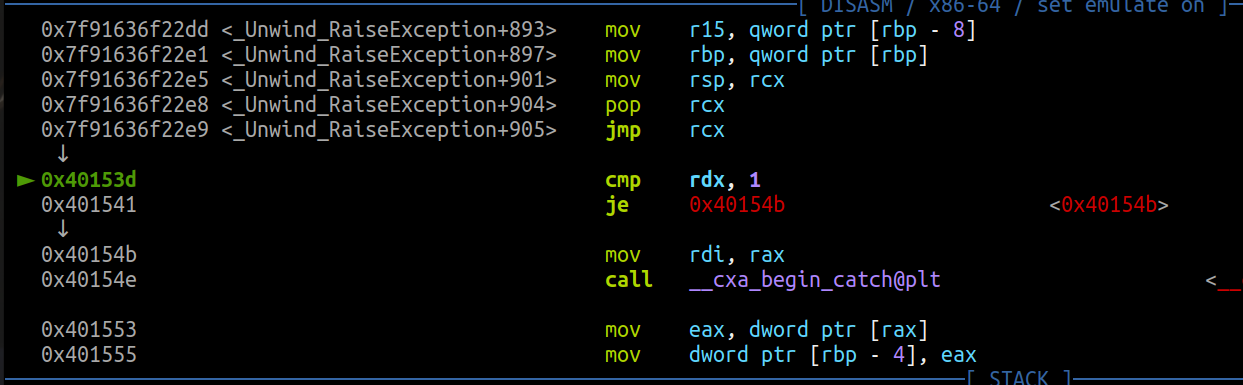 [ DISASM / x86-64 / set emulate on ]
0x7f91636f22dd <_Unwind_RaiseException+893> mov r15, qword ptr [rbp - 8]
0x7f91636f22e1 <_Unwind_RaiseException+897> mov rbp, qword ptr [rbp]
0x7f91636f22e5 <_Unwind_RaiseException+901> mov rsp, rcx
0x7f91636f22e8 <_Unwind_RaiseException+904> pop rcx
0x7f91636f22e9 <_Unwind_RaiseException+905> jmp rcx
↓
► 0x40153d cmp rdx, 1
0x401541 je 0x40154b <0x40154b>
↓
0x40154b mov rdi, rax
0x40154e call __cxa_begin_catch@plt <__
0x401553 mov eax, dword ptr [rax]
0x401555 mov dword ptr [rbp - 4], eax
[ STACK ]